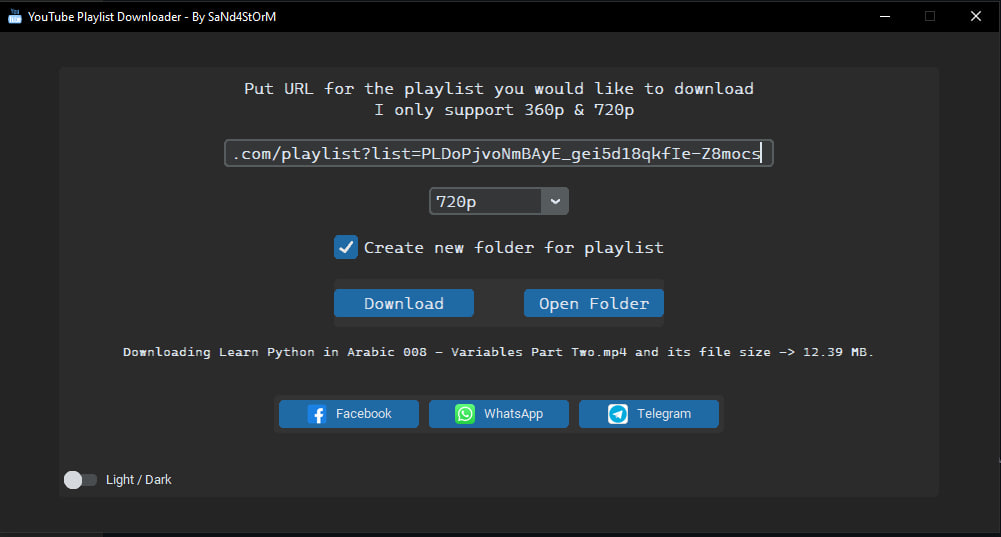 You
YouTube Playlist Downloader - By SaNd4StOrM
Put URL for the playlist you would like to download
I only support 360p & 720p
.com/playlist?list=PLDoPjvoNmBAyE_gei5d18qkfIe-Z8mocs
720p
Create new folder for playlist
Download
Open Folder
Downloading Learn Python in Arabic 008 - Variables Part Two.mp4 and its file size -> 12.39 MB.
Facebook
WhatsApp
Telegram
Light / Dark